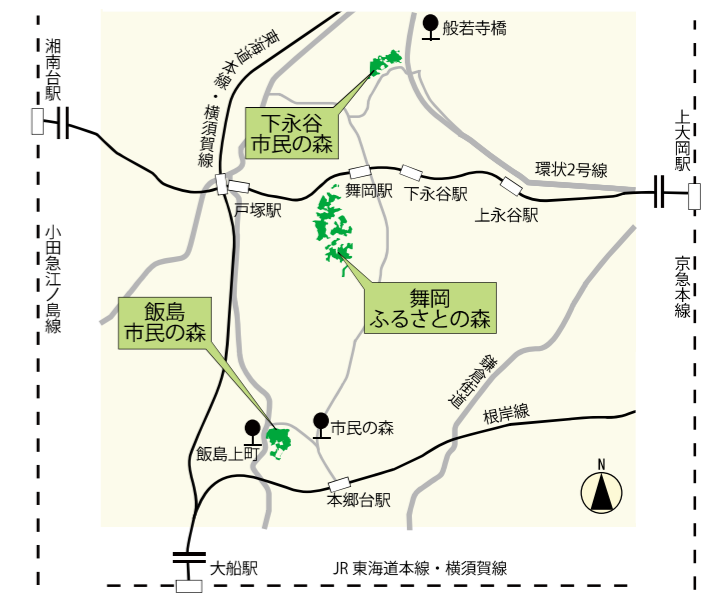 般若寺橋
東海道本線・横須賀線
湘南台駅
下永谷
市民の森
上大岡駅
環状2号線
舞岡駅
下永谷駅
上永谷駅
戸塚駅
小田急江ノ島線
京急本線
舞岡
ふるさとの森
飯島
市民の森
鎌倉街道
根岸線
市民の森
飯島上町
N
本郷台駅
大船駅
JR 東海道本線・横須賀線